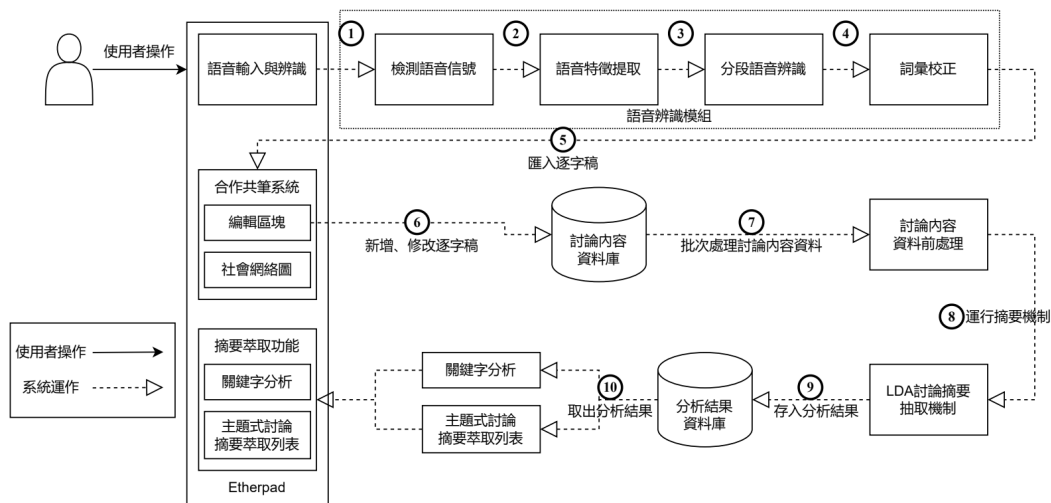 使用者操作
語音輸入與辨識
1
檢測語音信號
2
語音特徵提取
3
分段語音辨識
4
詞彙校正
語音辨識模組
5
匯入逐字稿
合作共筆系統
編輯區塊
社會網絡圖
6
新增、修改逐字稿
討論內容
資料庫
7
批次處理討論內容資料
討論內容
資料前處理
8
運行摘要機制
LDA討論摘要
抽取機制
9
存入分析結果
分析結果
資料庫
10
取出分析結果
關鍵字分析
主題式討論
摘要萃取列表
摘要萃取功能
關鍵字分析
主題式討論
摘要萃取列表
Etherpad
使用者操作
系統運作